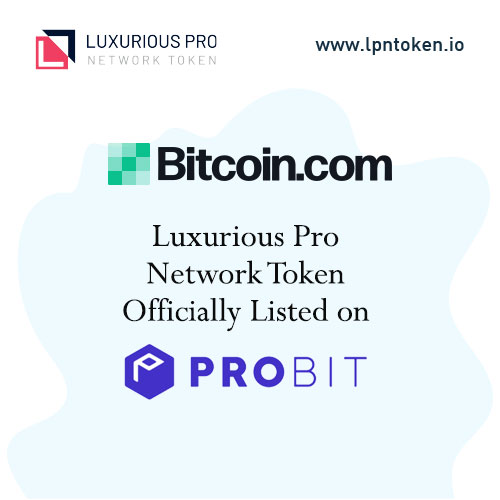 LUXURIOUS PRO
NETWORK TOKEN
www.lpntoken.io
Bitcoin.com
Luxurious Pro
Network Token
Officially Listed on
PROBIT